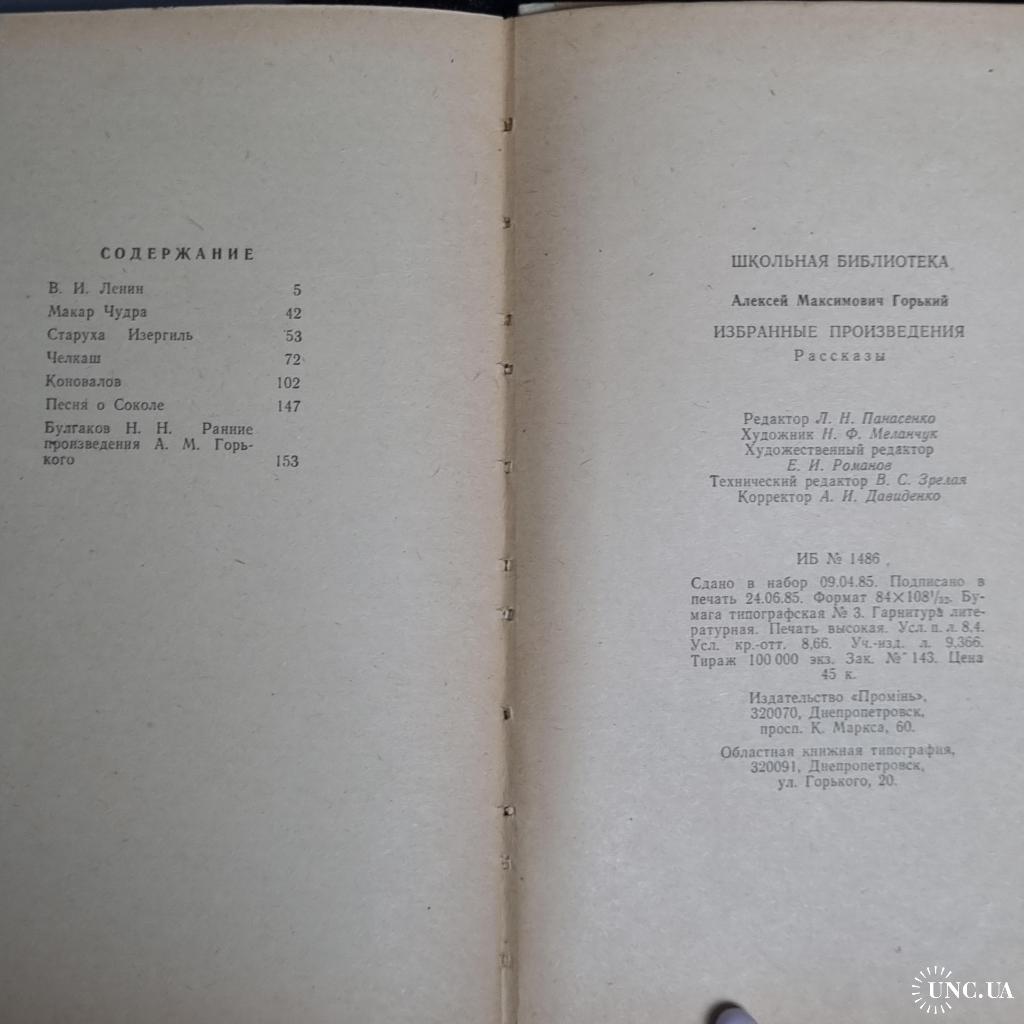 СОДЕРЖАНИЕ
В. И. Ленин 5
Макар Чудра 42
Старуха Изергиль 53
Челкаш 72
Коновалов 102
Песня о Соколе 147
Булгаков Н. Н. Ранние
произведения А. М. Горь-
кого 153
ШКОЛЬНАЯ БИБЛИОТЕКА
Алексей Максимович Горький
ИЗБРАННЫЕ ПРОИЗВЕДЕНИЯ
Рассказы
Редактор Л. Н. Панасенко
Художник Н. Ф. Меланчук
Художественный редактор
Е. И. Романов
Технический редактор В. С. Зрелая
Корректор А. И. Давиденко
ИБ № 1486
Сдано в набор 09.04.85. Подписано в
печать 24.06.85. Формат 84×108¹/₃₂. Бу-
мага типографская № 3. Гарнитура лите-
ратурная. Печать высокая. Усл. п. л. 8,4.
Усл. кр.-отт. 8,66. Уч.-изд. л. 9,366.
Тираж 100 000 экз. Зак. № 143. Цена
45 к.
Издательство «Промінь»,
320070, Днепропетровск,
просп. К. Маркса, 60.
Областная книжная типография,
320091, Днепропетровск,
ул. Горького, 20.
UNC.UA